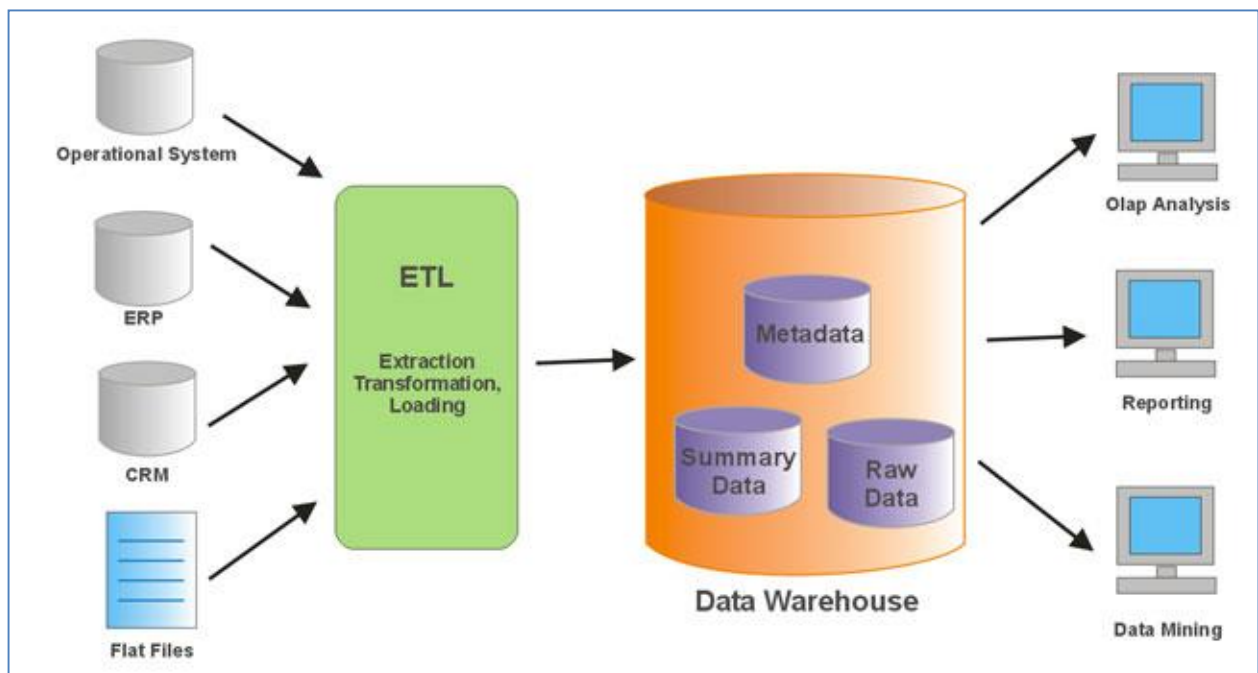 Operational System
ERP
CRM
Flat Files
ETL
Extraction
Transformation,
Loading
Metadata
Summary
Data
Raw
Data
Data Warehouse
Olap Analysis
Reporting
Data Mining